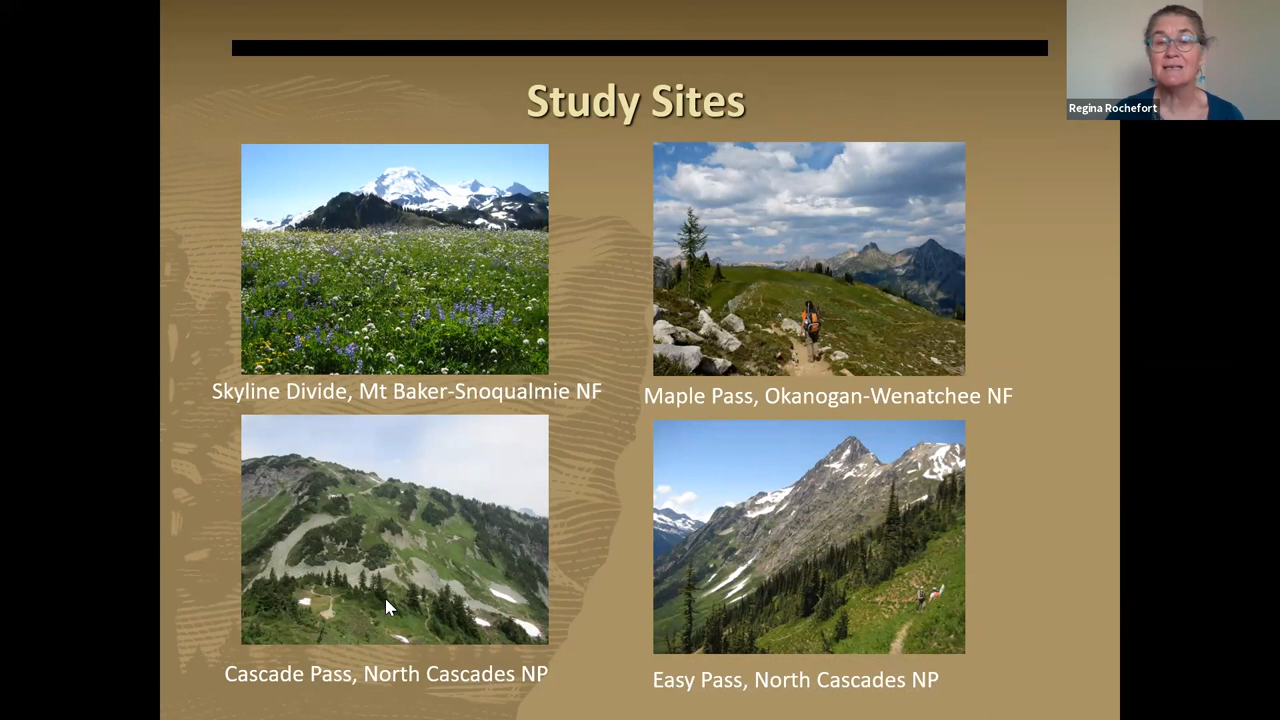 Study Sites
Regina Rochefort
Skyline Divide, Mt Baker-Snoqualmie NF
Maple Pass, Okanogan-Wenatchee NF
Cascade Pass, North Cascades NP
Easy Pass, North Cascades NP